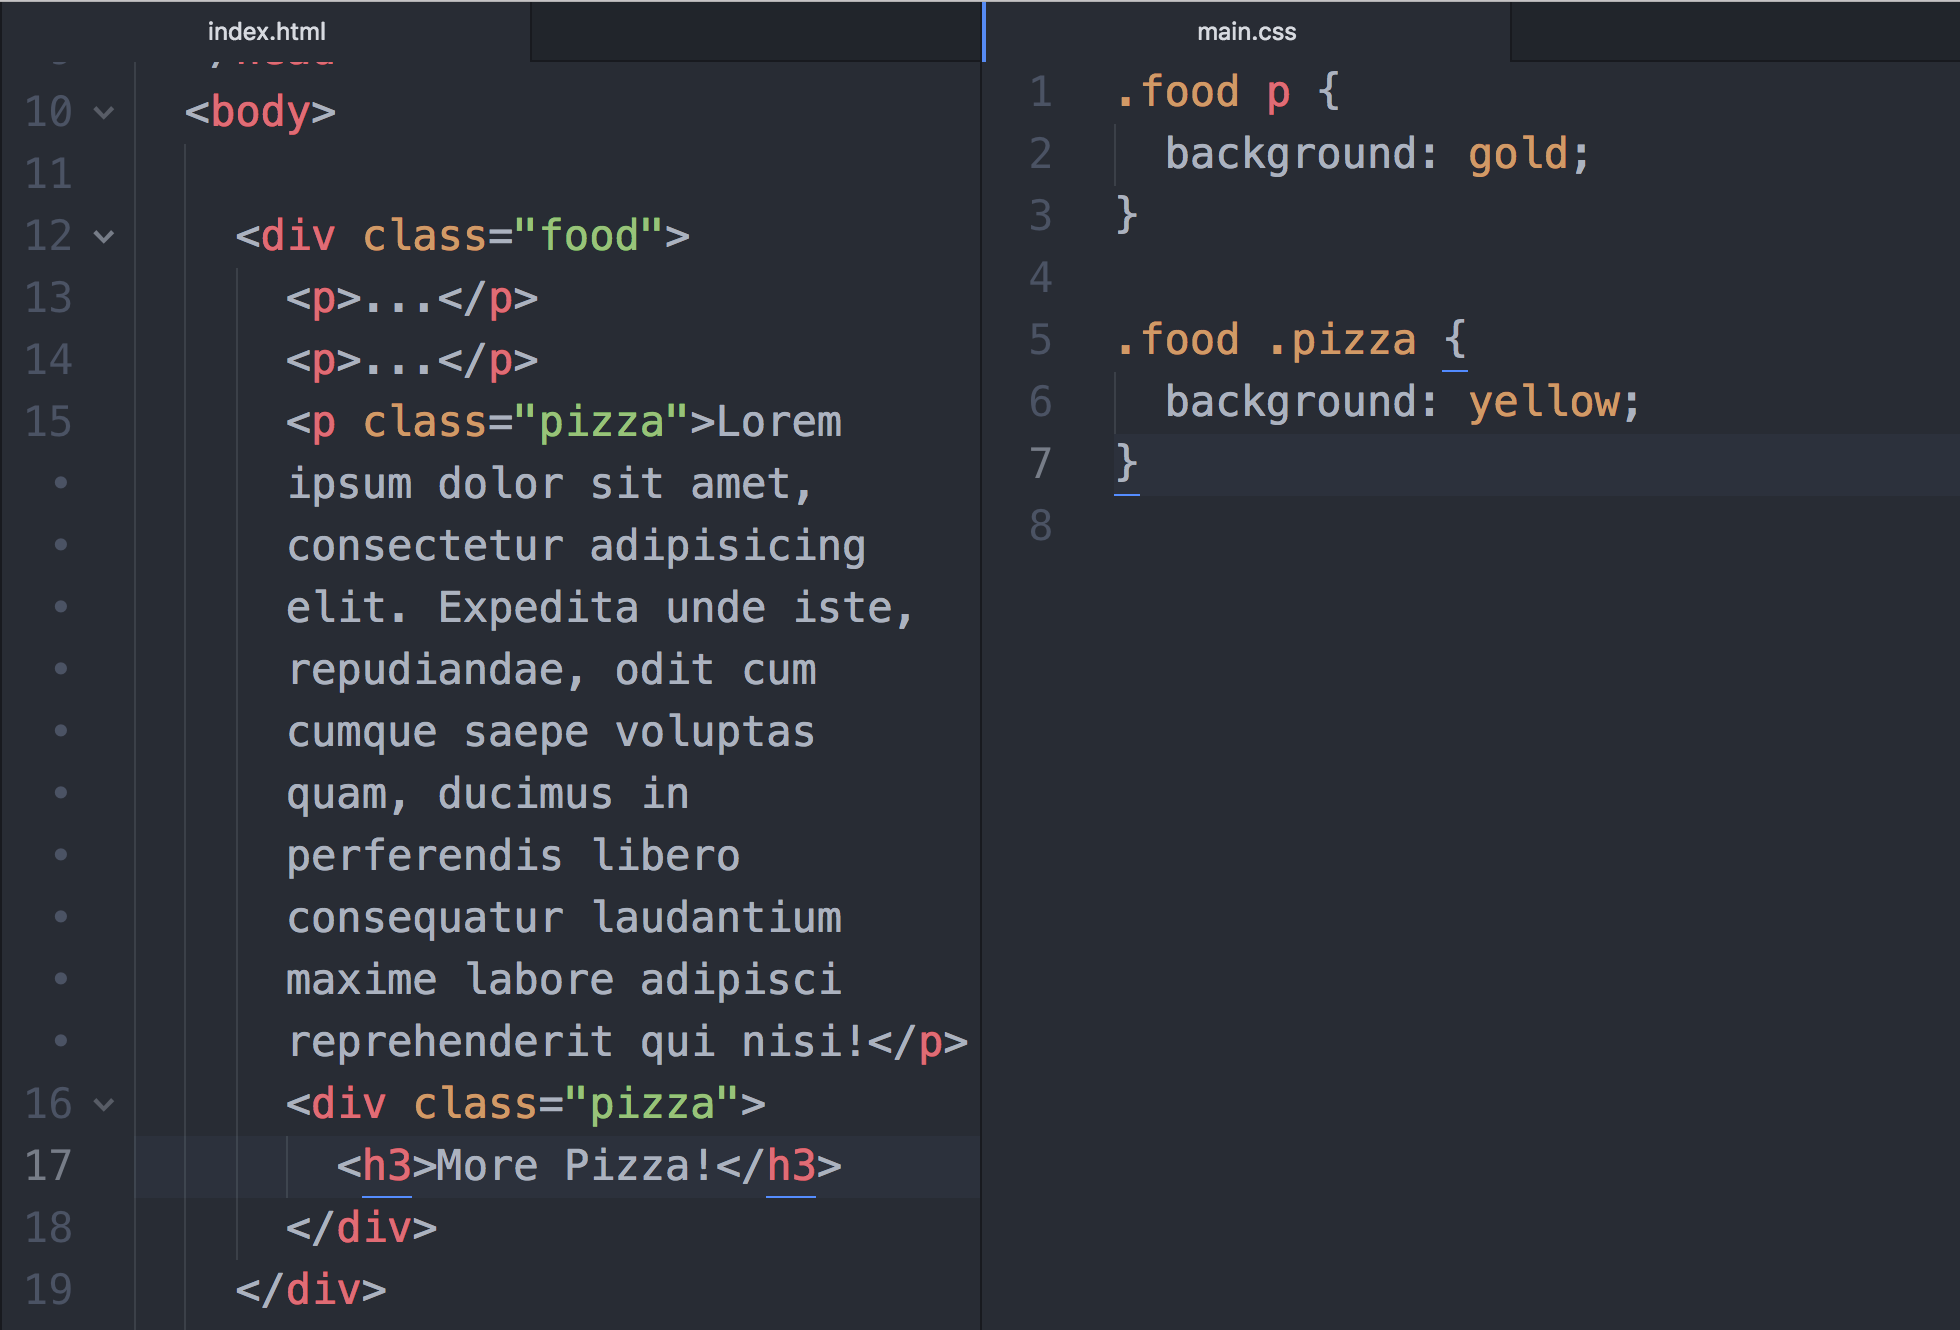 index.html
10 <body>
11
12 <div class="food">
13 <p>...</p>
14 <p>...</p>
15 <p class="pizza">Lorem
ipsum dolor sit amet,
consectetur adipisicing
elit. Expedita unde iste,
repudiandae, odit cum
cumque saepe voluptas
quam, ducimus in
perferendis libero
consequatur laudantium
maxime labore adipisci
reprehenderit qui nisi!</p>
16 <div class="pizza">
17 <h3>More Pizza!</h3>
18 </div>
19 </div>
main.css
1 .food p {
2 background: gold;
3 }
4
5 .food .pizza {
6 background: yellow;
7 }
8